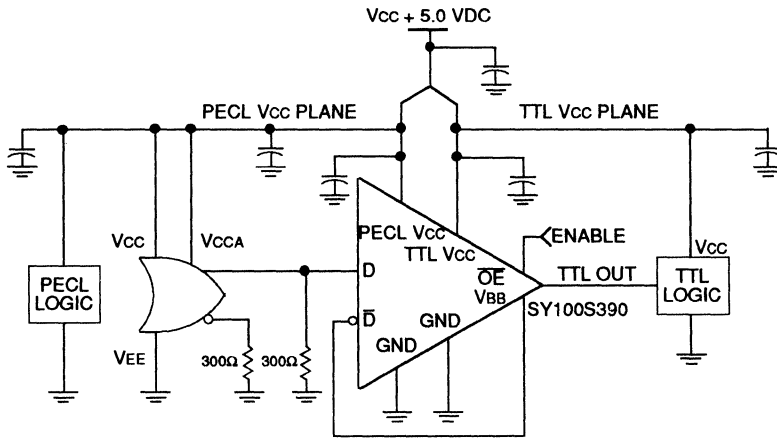 VCC + 5.0 VDC
PECL VCC PLANE
TTL VCC PLANE
PECL VCC
TTL VCC
VCC
VCCA
ENABLE
VCC
PECL
LOGIC
D
OE
TTL OUT
TTL
LOGIC
VBB
D
SY100S390
GND
GND
VEE
300Ω
300Ω